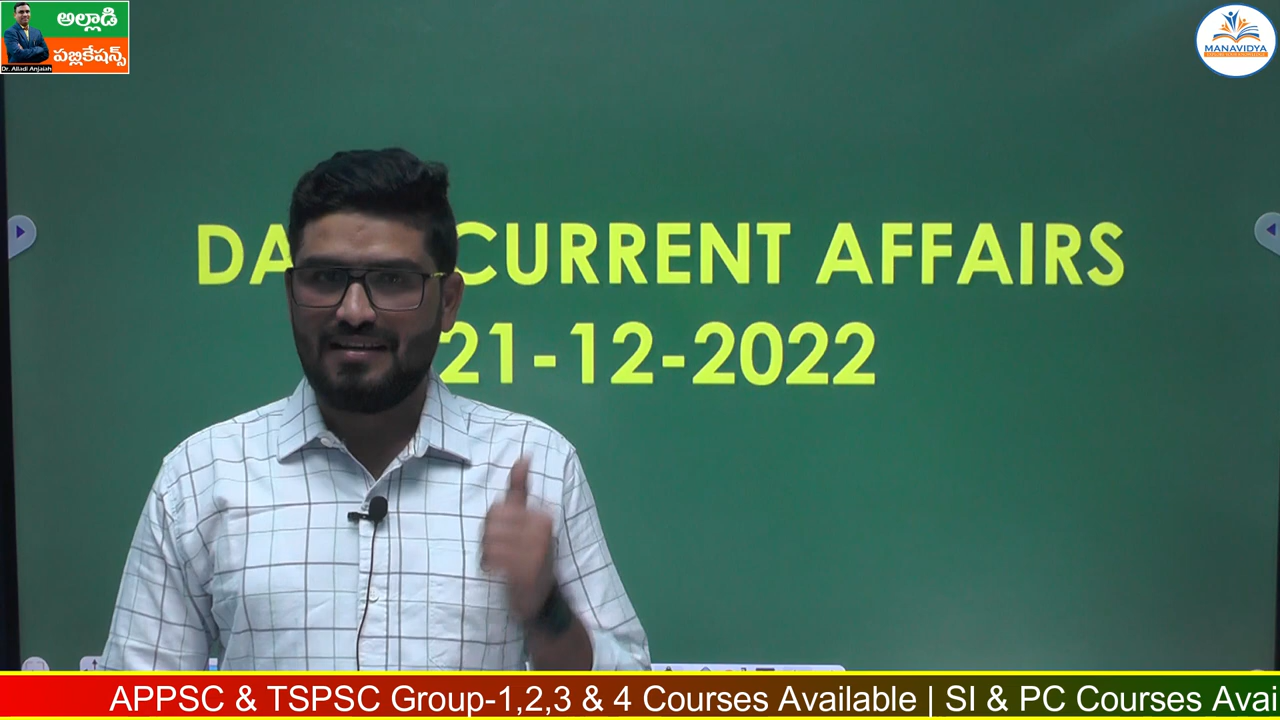 అల్లాడి
పబ్లికేషన్స్
Dr. Alladi Anjaiah
MANAVIDYA
DA CURRENT AFFAIRS
21-12-2022
APPSC & TSPSC Group-1,2,3 & 4 Courses Available | SI & PC Courses Avai